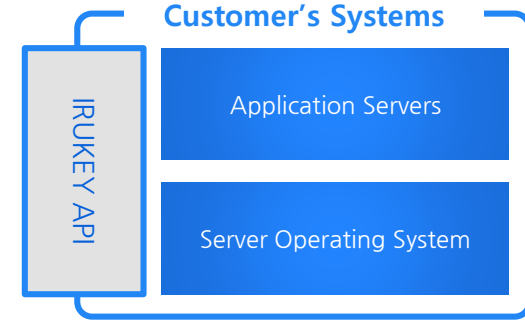 Customer’s Systems
IRUKEY API
Application Servers
Server Operating System